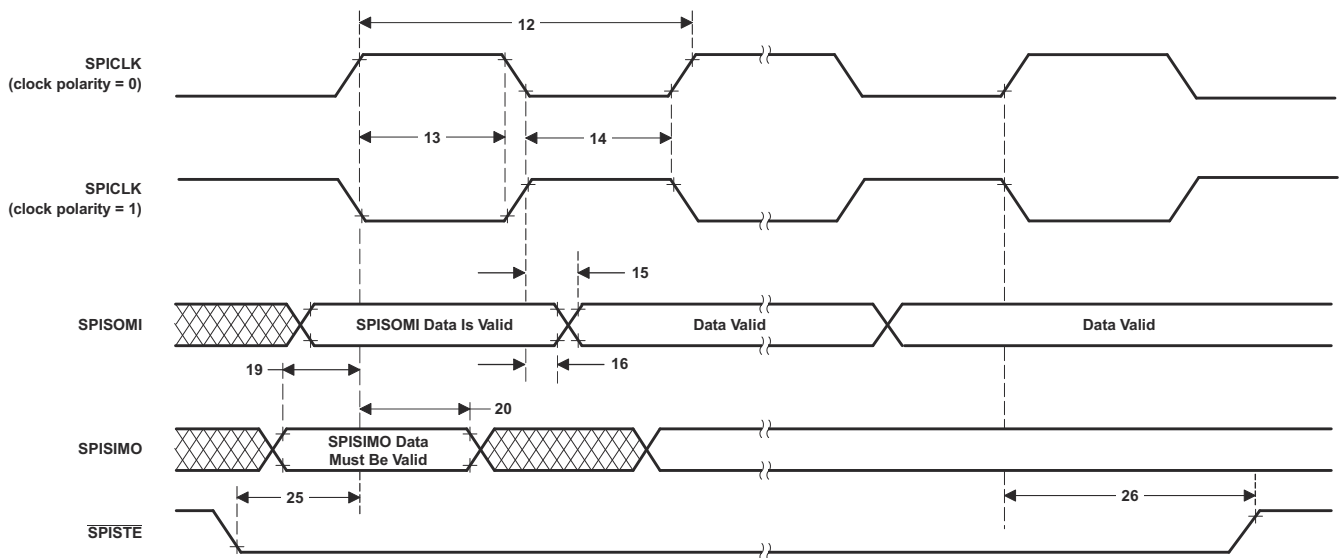 12
SPICLK
(clock polarity = 0)
13
14
SPICLK
(clock polarity = 1)
15
SPISOMI
SPISOMI Data Is Valid
Data Valid
Data Valid
16
19
20
SPISIMO
SPISIMO Data
Must Be Valid
25
26
SPISTE